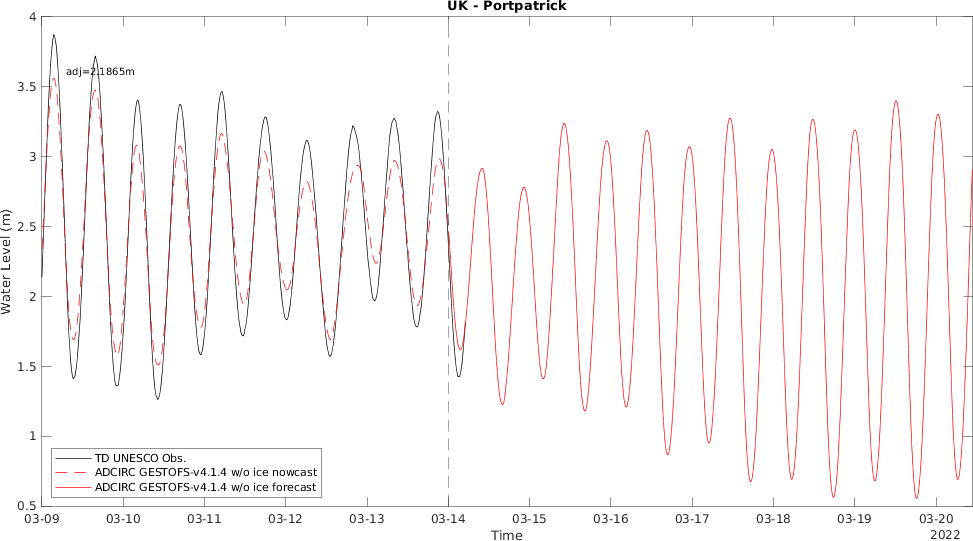 UK - Portpatrick
adj=2.1865m
Water Level (m)
4
3.5
3
2.5
2
1.5
1
0.5
TD UNESCO Obs.
ADCIRC GESTOFS-v4.1.4 w/o ice nowcast
ADCIRC GESTOFS-v4.1.4 w/o ice forecast
03-09 03-10 03-11 03-12 03-13 03-14 03-15 03-16 03-17 03-18 03-19 03-20
2022
Time